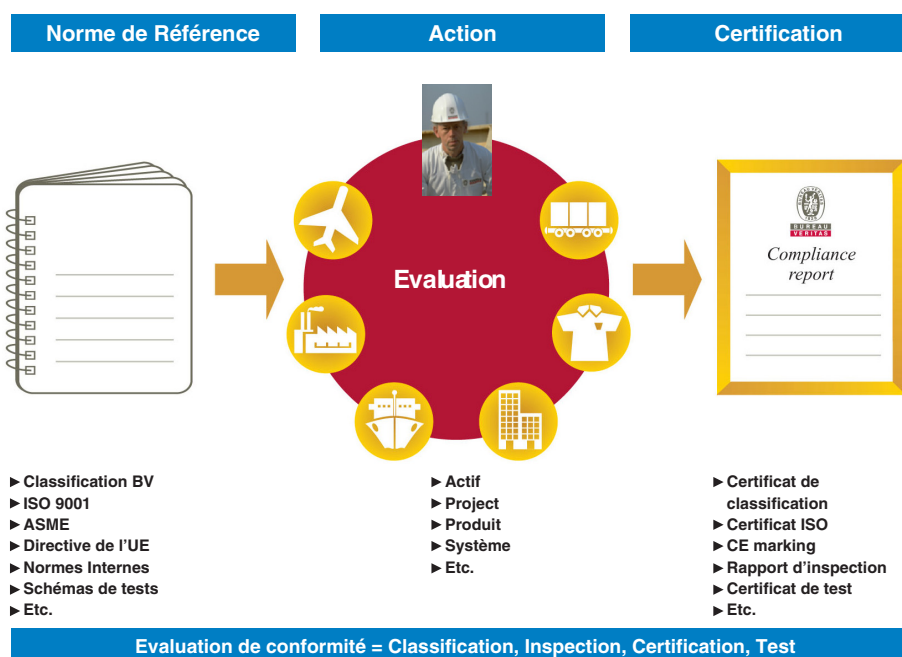 Norme de Référence
Action
Certification
Evaluation
BUREAU
VERITAS
Compliance
report
►Classification BV
►ISO 9001
►ASME
►Directive de l’UE
►Normes Internes
►Schémas de tests
►Etc.
►Actif
►Project
►Produit
►Système
►Etc.
►Certificat de
classification
►Certificat ISO
►CE marking
►Rapport d’inspection
►Certificat de test
►Etc.
Evaluation de conformité = Classification, Inspection, Certification, Test